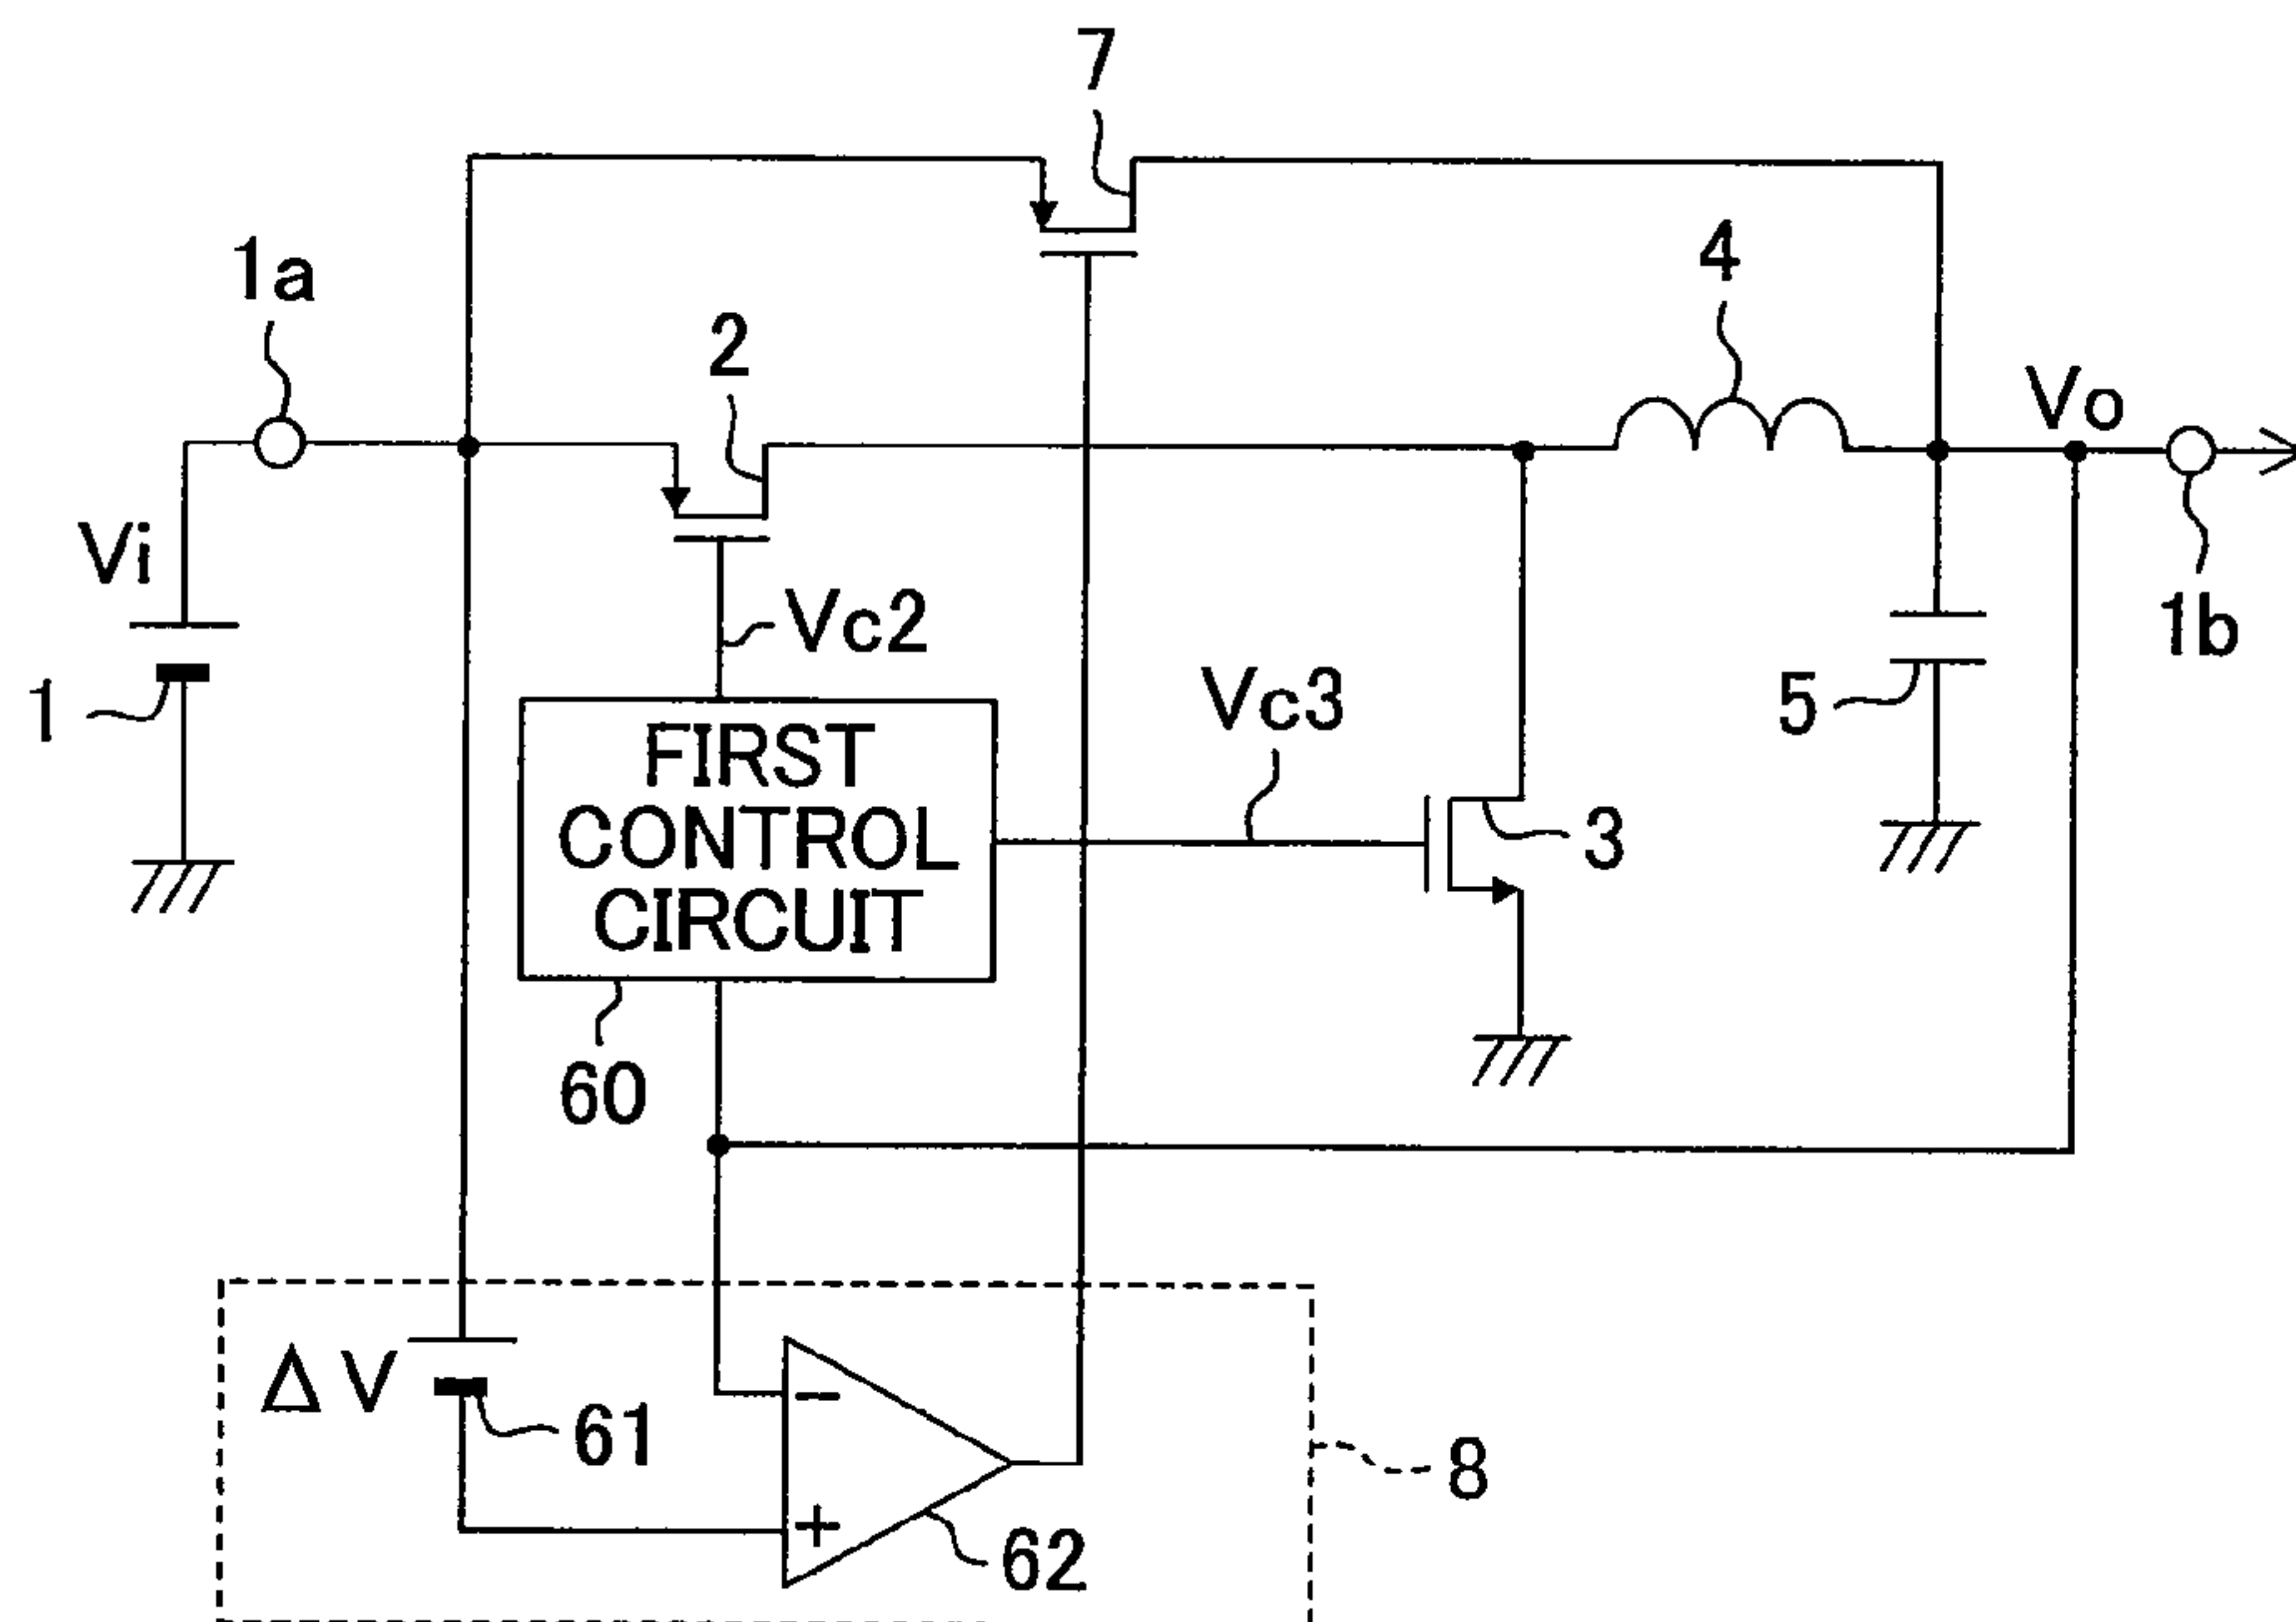 7
1a
4
2
Vo
Vi
Vc2
1b
Vc3
1
5
FIRST
CONTROL
CIRCUIT
3
60
ΔV
−
61
8
+
62